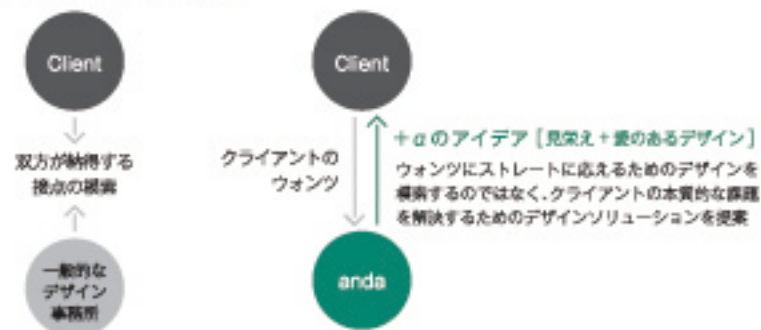 Client
双方が納得する
接点の模索
一般的な
デザイン
事務所
Client
クライアントの
ウォンツ
+αのアイデア [見栄え+愛のあるデザイン]
ウォンツにストレートに応えるためのデザインを
模索するのではなく、クライアントの本質的な課題
を解決するためのデザインソリューションを提案
anda